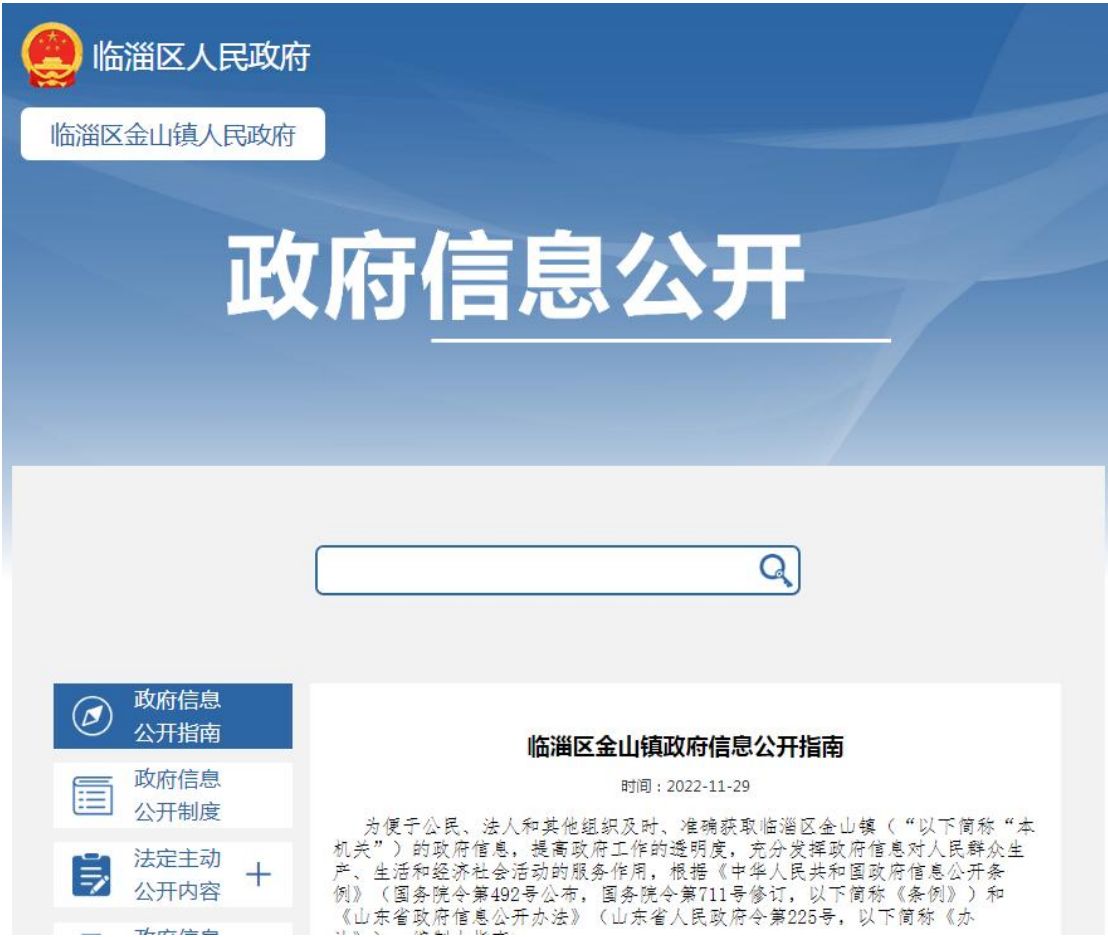 临淄区人民政府
临淄区金山镇人民政府
政府信息公开
政府信息
公开指南
政府信息
公开制度
法定主动
公开内容
政府信息
临淄区金山镇政府信息公开指南
时间：2022-11-29
为便于公民、法人和其他组织及时、准确获取临淄区金山镇（“以下简称“本
机关”）的政府信息，提高政府工作的透明度，充分发挥政府信息对人民群众生
产、生活和经济社会活动的服务作用，根据《中华人民共和国政府信息公开条
例》（国务院令第492号公布，国务院令第711号修订，以下简称《条例》）和
《山东省政府信息公开办法》（山东省人民政府令第225号，以下简称《办